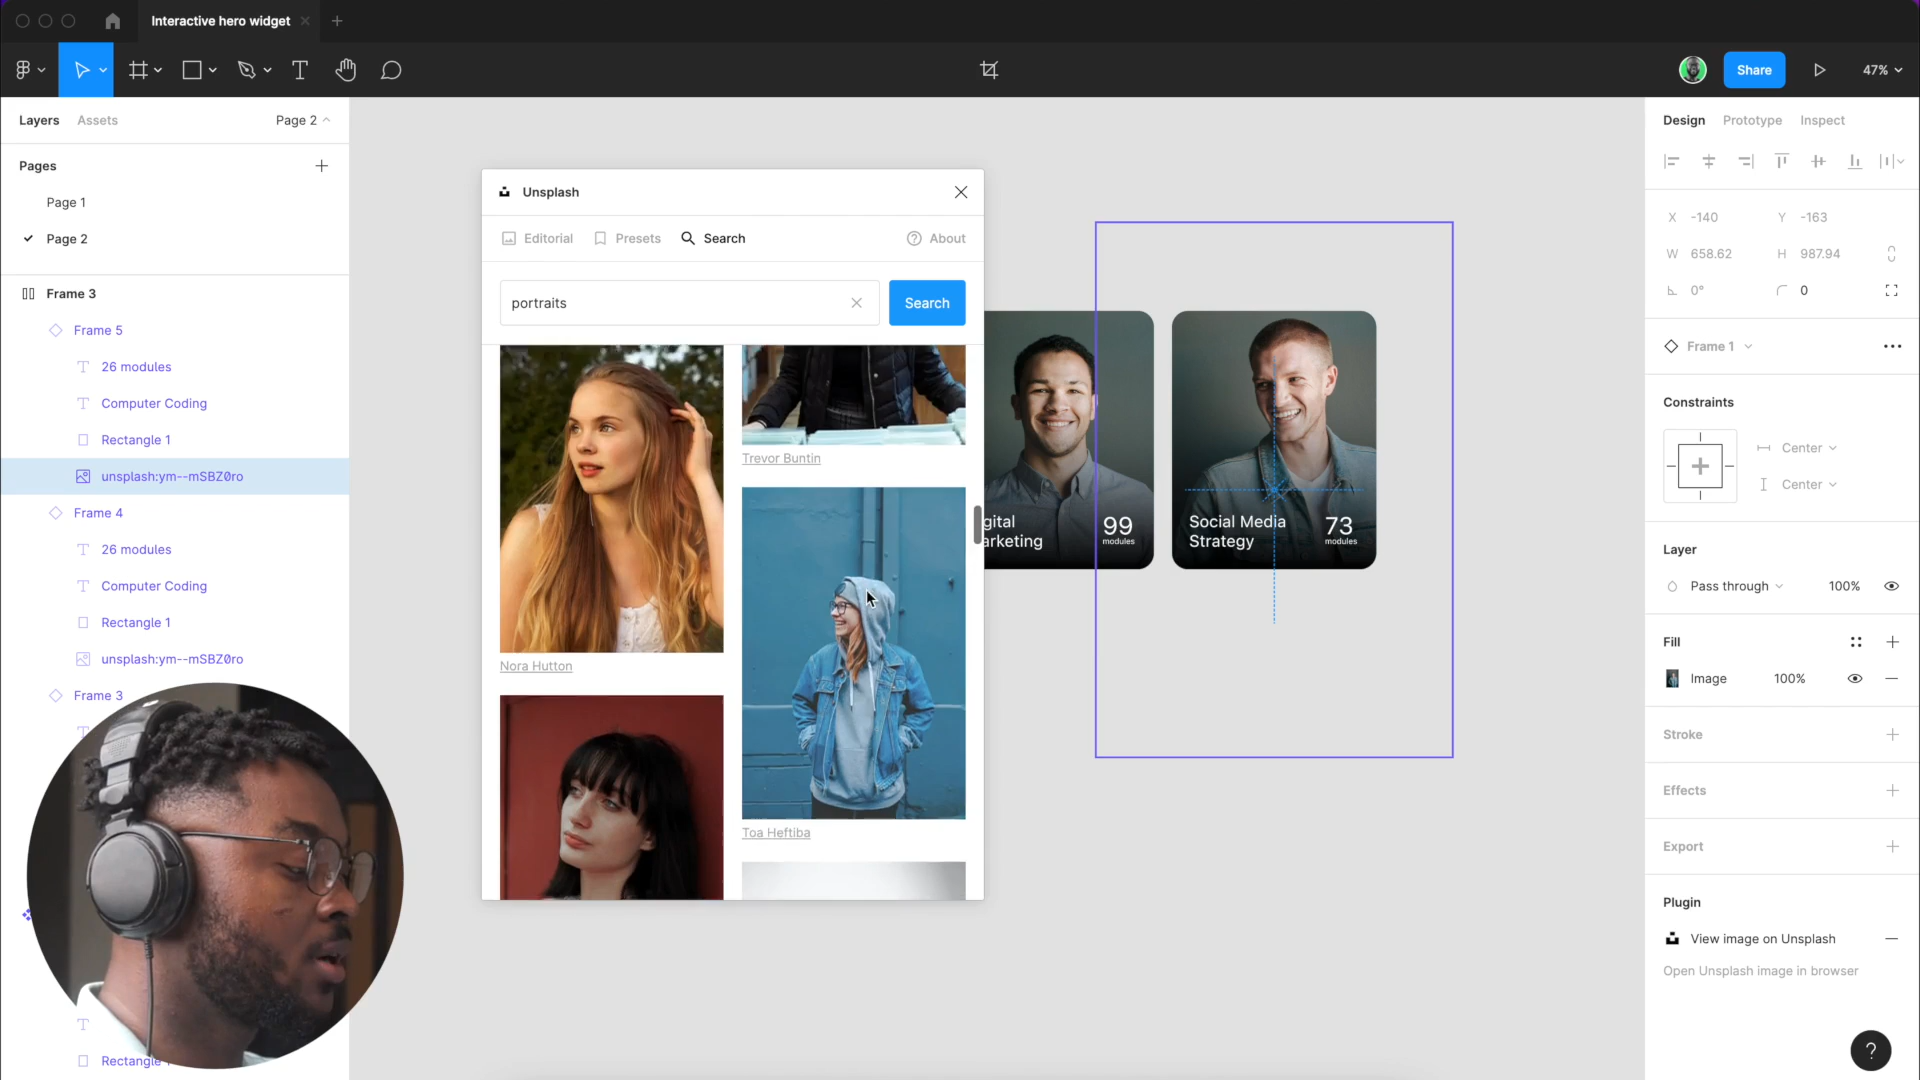 Interactive hero widget
Share
47%
Layers
Assets
Page 2
Pages
Page 1
Page 2
Frame 3
Frame 5
26 modules
Computer Coding
Rectangle 1
unsplash:ym--mSBZ0ro
Frame 4
26 modules
Computer Coding
Rectangle 1
unsplash:ym--mSBZ0ro
Frame 3
Rectangle
Unsplash
Editorial
Presets
Search
About
portraits
Search
Trevor Buntin
Nora Hutton
Toa Heftiba
gital
arketing
99
modules
Social Media
Strategy
73
modules
Design
Prototype
Inspect
X -140
Y -163
W 658.62
H 987.94
0°
0
Frame 1
Constraints
Center
Center
Layer
Pass through
100%
Fill
Image
100%
Stroke
Effects
Export
Plugin
View image on Unsplash
Open Unsplash image in browser
?